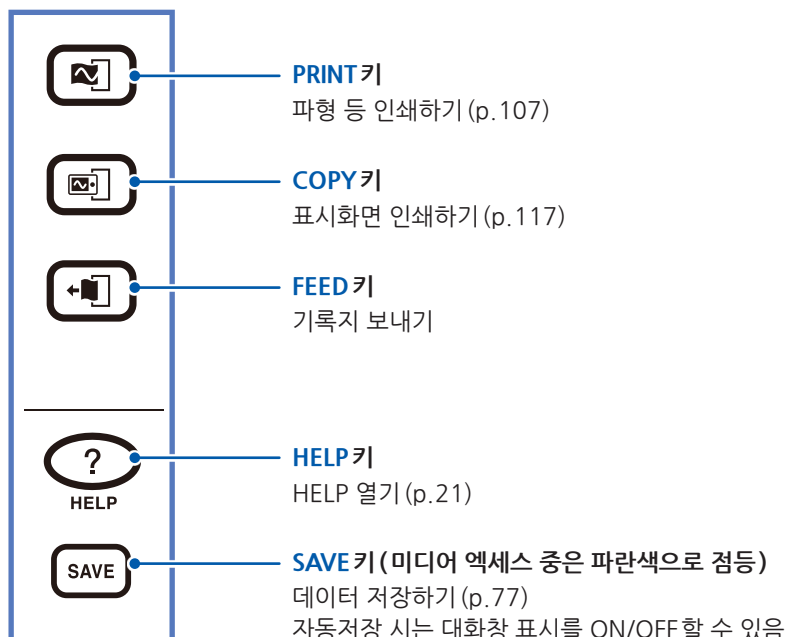 PRINT 키
파형 등 인쇄하기 (p.107)
COPY 키
표시화면 인쇄하기 (p.117)
FEED 키
기록지 보내기
?
HELP
HELP 키
HELP 열기 (p.21)
SAVE
SAVE 키 (미디어 엑세스 중은 파란색으로 점등)
데이터 저장하기 (p.77)
자동저장 시는 대화창 표시를 ON/OFF 할 수 있음